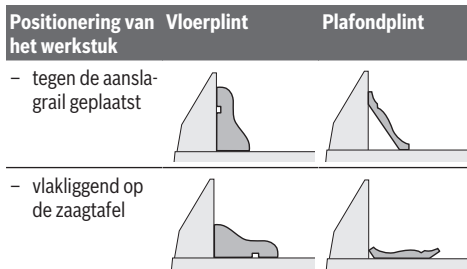 Positionering van het werkstuk
Vloerplint
Plafondplint
– tegen de aansla-
grail geplaatst
– vlakliggend op
de zaagtafel